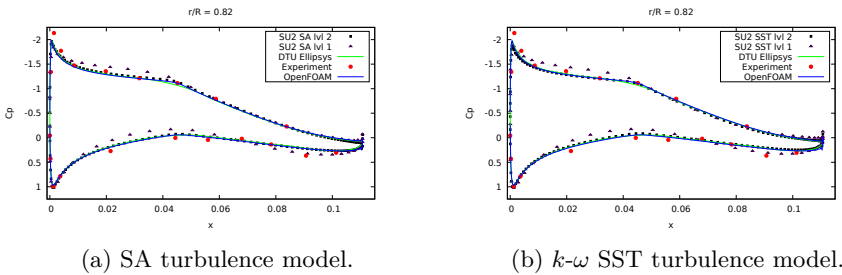 r/R = 0.82
-2
-1.5
-1
-0.5
0
0.5
1
Cp
0
0.02
0.04
0.06
0.08
0.1
x
SU2 SA lvl 2
SU2 SA lvl 1
DTU Ellipsys
Experiment
OpenFOAM
(a) SA turbulence model.
r/R = 0.82
-2
-1.5
-1
-0.5
0
0.5
1
Cp
0
0.02
0.04
0.06
0.08
0.1
x
SU2 SST lvl 2
SU2 SST lvl 1
DTU Ellipsys
Experiment
OpenFOAM
(b) k-ω SST turbulence model.